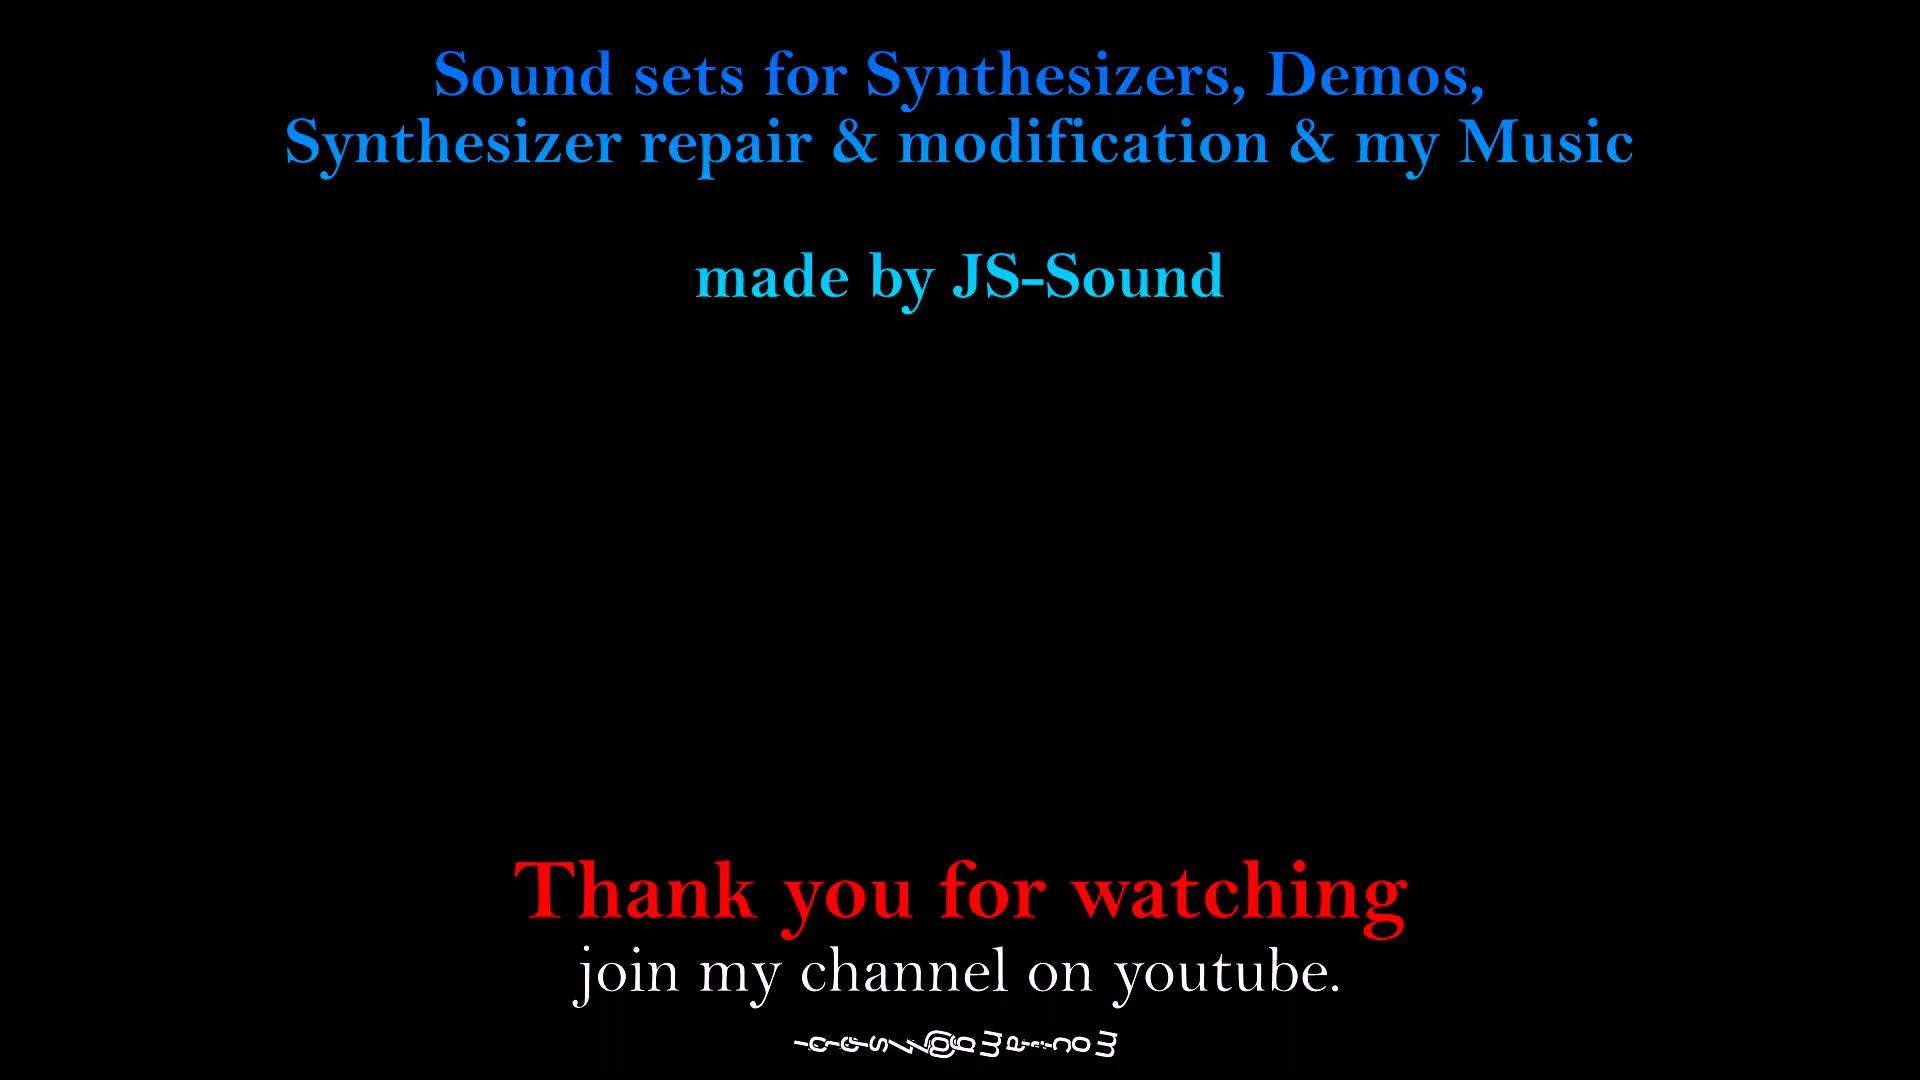 Sound sets for Synthesizers, Demos,
Synthesizer repair & modification & my Music
made by JS-Sound
Thank you for watching
join my channel on youtube.